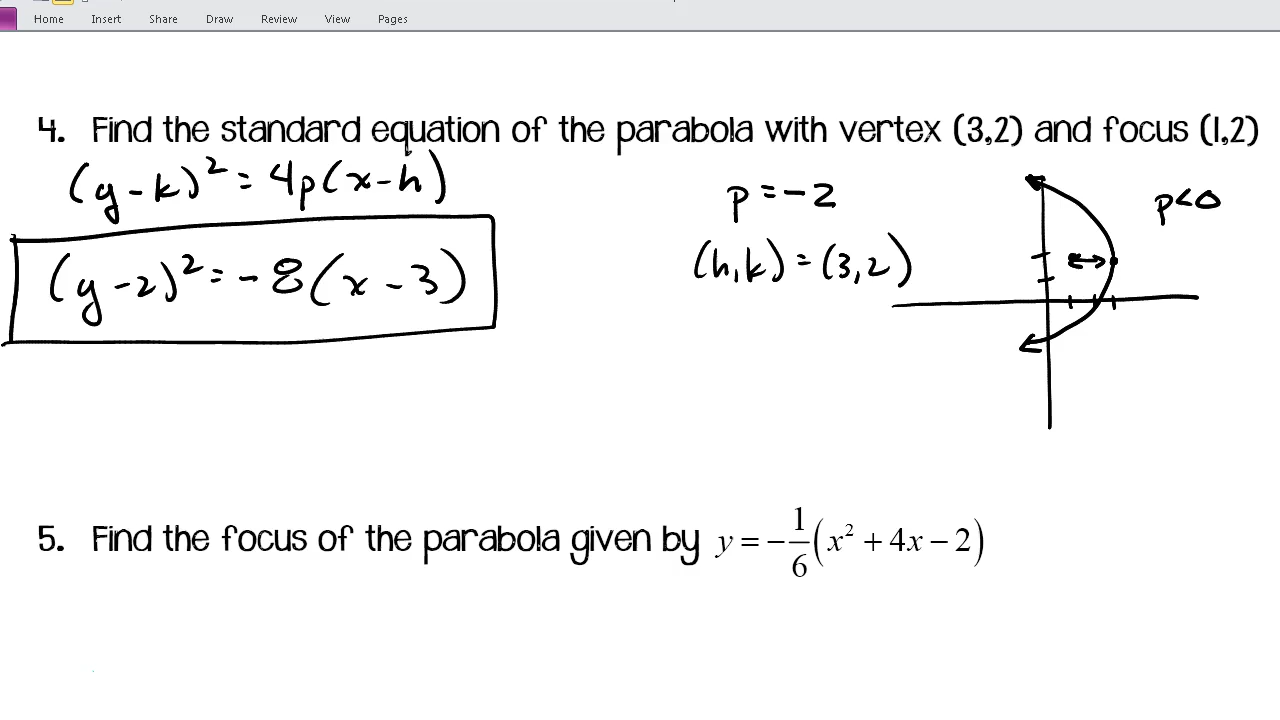 Home Insert Share Draw Review View Pages
4. Find the standard equation of the parabola with vertex (3,2) and focus (1,2)
(y-k)² = 4p(x-h)
p = -2
p<0
(h,k) = (3,2)
(y-2)² = -8(x-3)
5. Find the focus of the parabola given by y = -1/6(x² + 4x - 2)